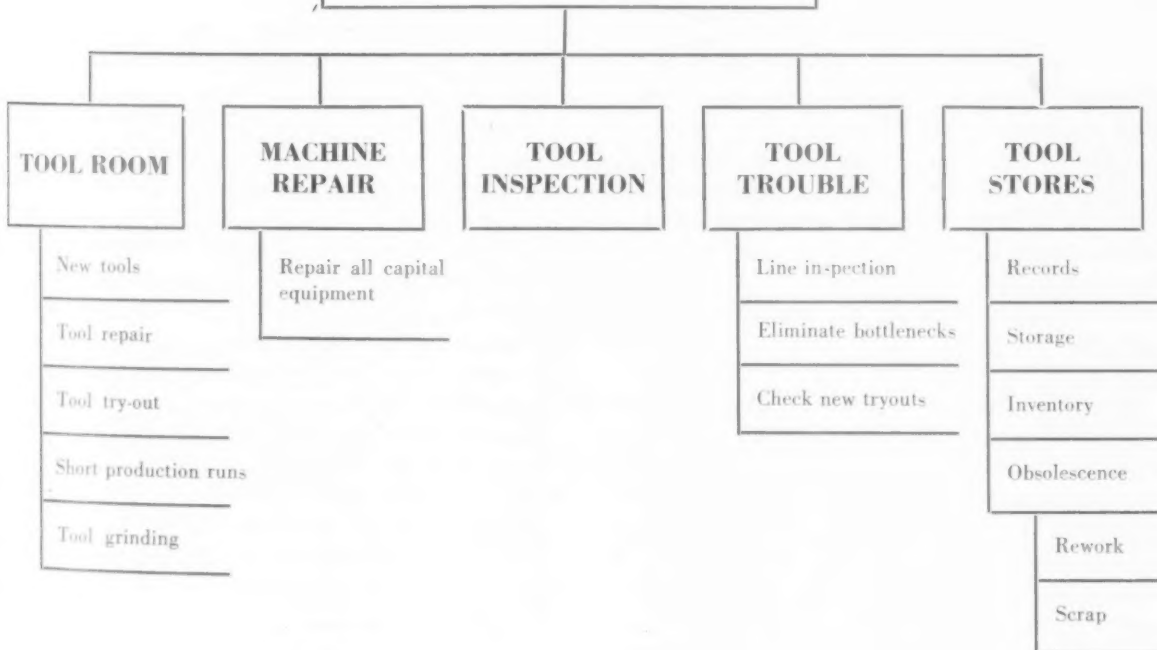 TOOL ROOM
MACHINE
REPAIR
TOOL
INSPECTION
TOOL
TROUBLE
TOOL
STORES
New tools
Tool repair
Tool try-out
Short production runs
Tool grinding
Repair all capital
equipment
Line in-pection
Eliminate bottlenecks
Check new tryouts
Records
Storage
Inventory
Obsolescence
Rework
Scrap